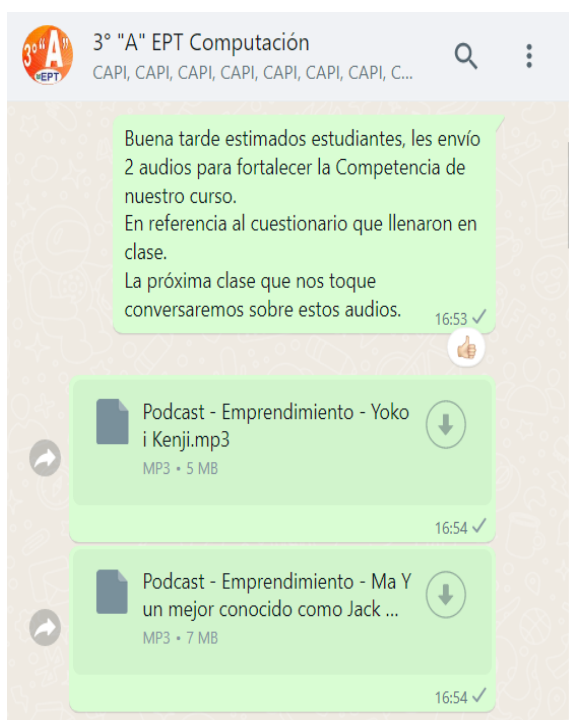 3° "A" EPT Computación
CAPI, CAPI, CAPI, CAPI, CAPI, CAPI, CAPI, C...
3° "A"
EPT
Buena tarde estimados estudiantes, les envío
2 audios para fortalecer la Competencia de
nuestro curso.
En referencia al cuestionario que llenaron en
clase.
La próxima clase que nos toque
conversaremos sobre estos audios.
16:53
Podcast - Emprendimiento - Yoko
i Kenji.mp3
MP3 • 5 MB
16:54
Podcast - Emprendimiento - Ma Y
un mejor conocido como Jack ...
MP3 • 7 MB
16:54